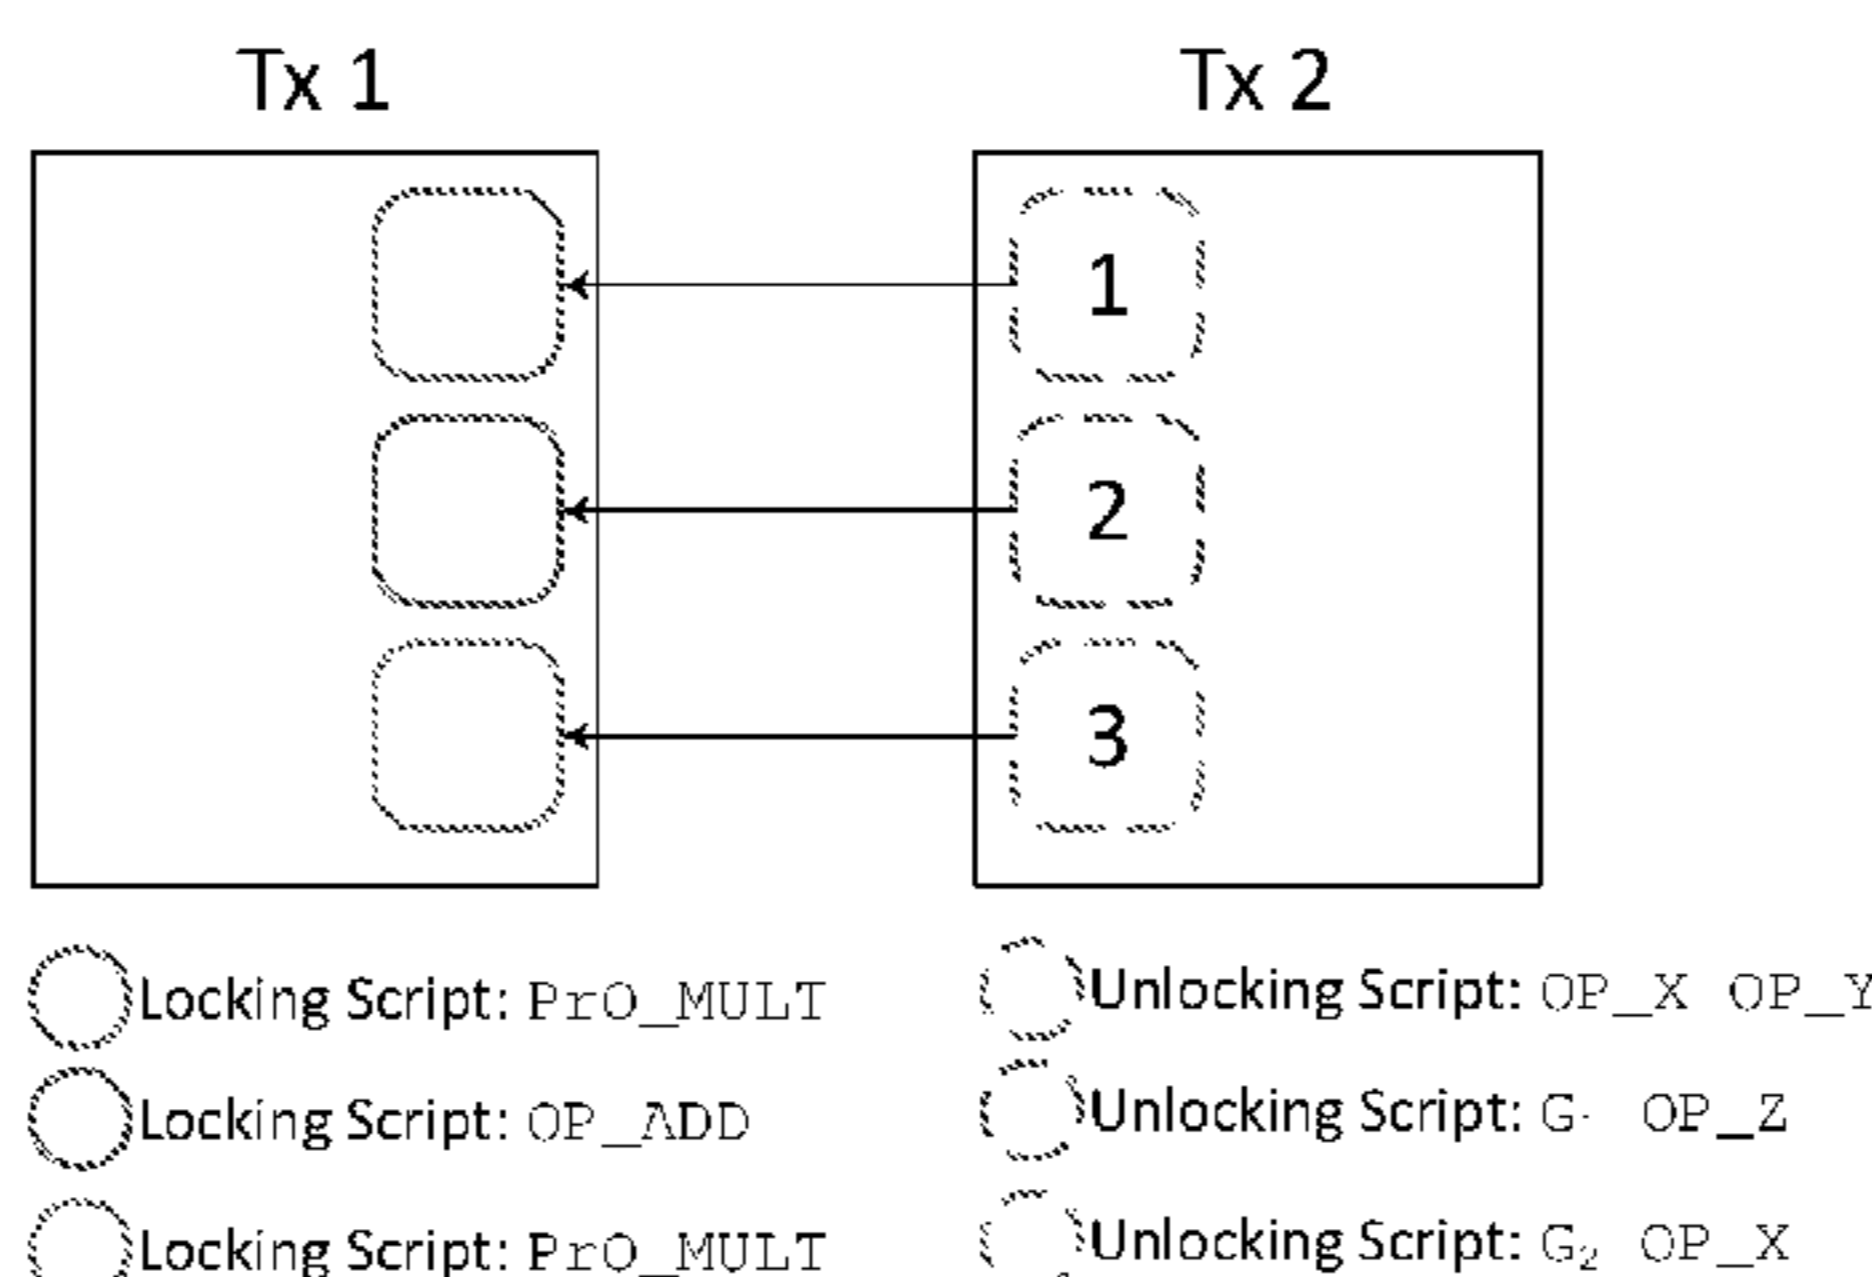 Tx 1 Tx 2
1
2
3
Locking Script: PrO_MULT Unlocking Script: OP_X OP_Y
Locking Script: OP_ADD Unlocking Script: G OP_Z
Locking Script: PrO_MULT Unlocking Script: G₂ OP_X